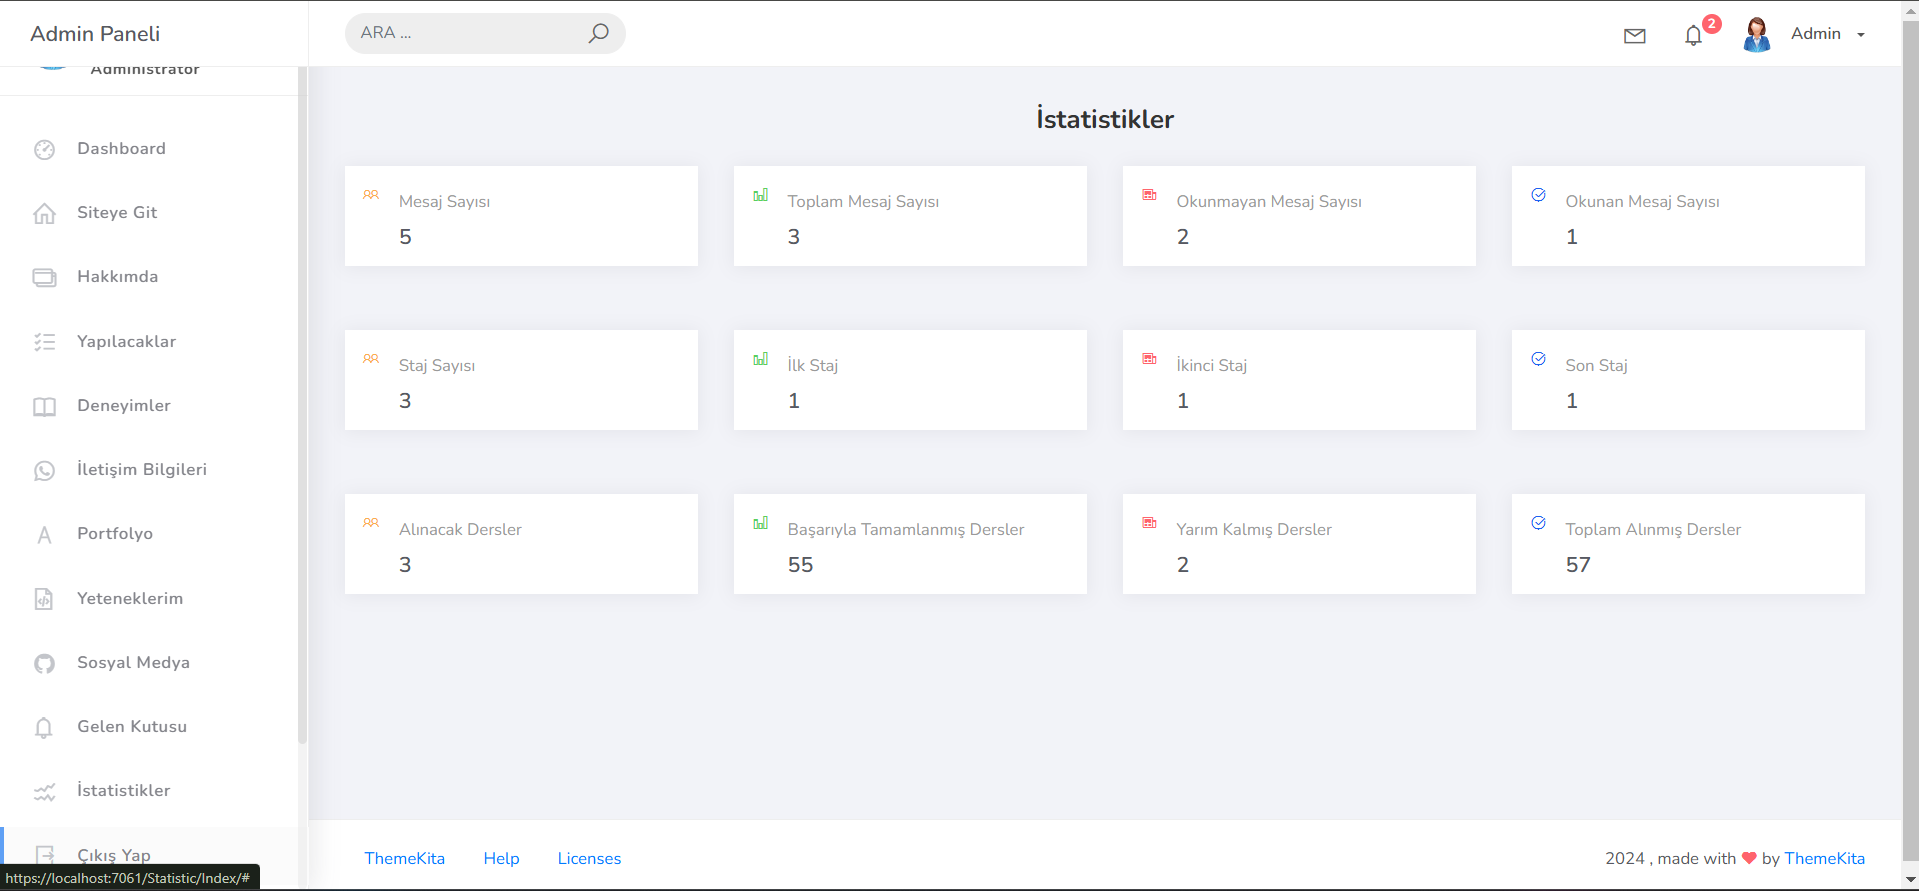 Admin Paneli
ARA ...
2
Admin
Administrator
Dashboard
Siteye Git
Hakkımda
Yapılacaklar
Deneyimler
İletişim Bilgileri
Portfolyo
Yeteneklerim
Sosyal Medya
Gelen Kutusu
İstatistikler
Çıkış Yap
İstatistikler
Mesaj Sayısı
5
Toplam Mesaj Sayısı
3
Okunmayan Mesaj Sayısı
2
Okunan Mesaj Sayısı
1
Staj Sayısı
3
İlk Staj
1
İkinci Staj
1
Son Staj
1
Alınacak Dersler
3
Başarıyla Tamamlanmış Dersler
55
Yarım Kalmış Dersler
2
Toplam Alınmış Dersler
57
ThemeKita Help Licenses
2024 , made with ❤ by ThemeKita
https://localhost:7061/Statistic/Index/#